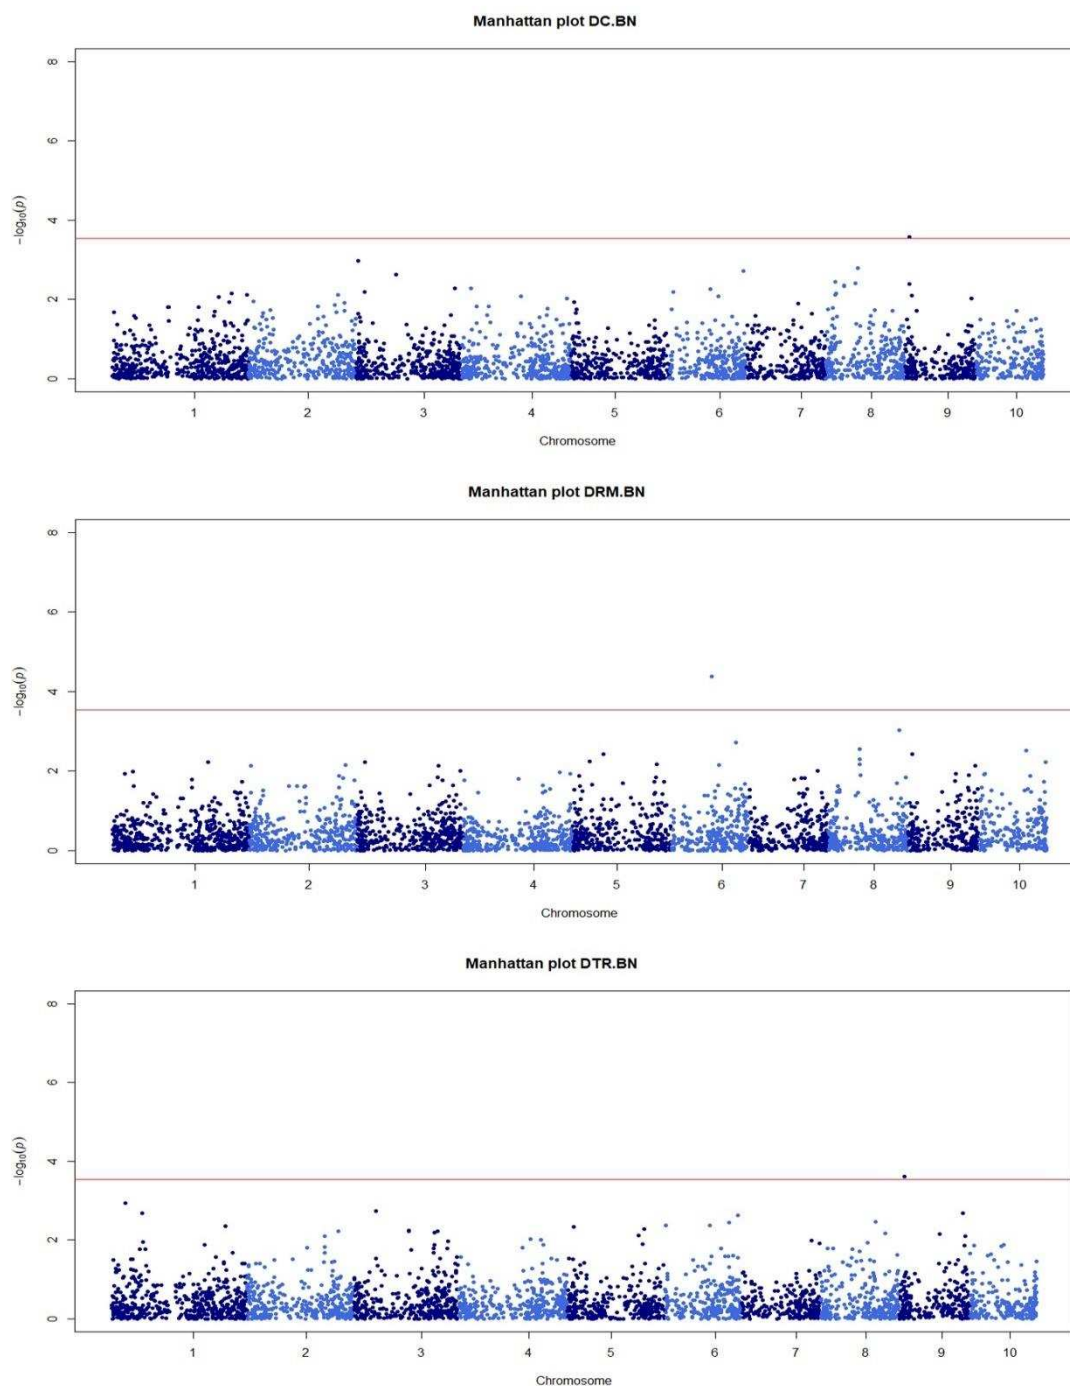 Manhattan plot DC.BN
8
6
4
2
0
−log₁₀(p)
1 2 3 4 5 6 7 8 9 10
Chromosome
Manhattan plot DRM.BN
8
6
4
2
0
−log₁₀(p)
1 2 3 4 5 6 7 8 9 10
Chromosome
Manhattan plot DTR.BN
8
6
4
2
0
−log₁₀(p)
1 2 3 4 5 6 7 8 9 10
Chromosome